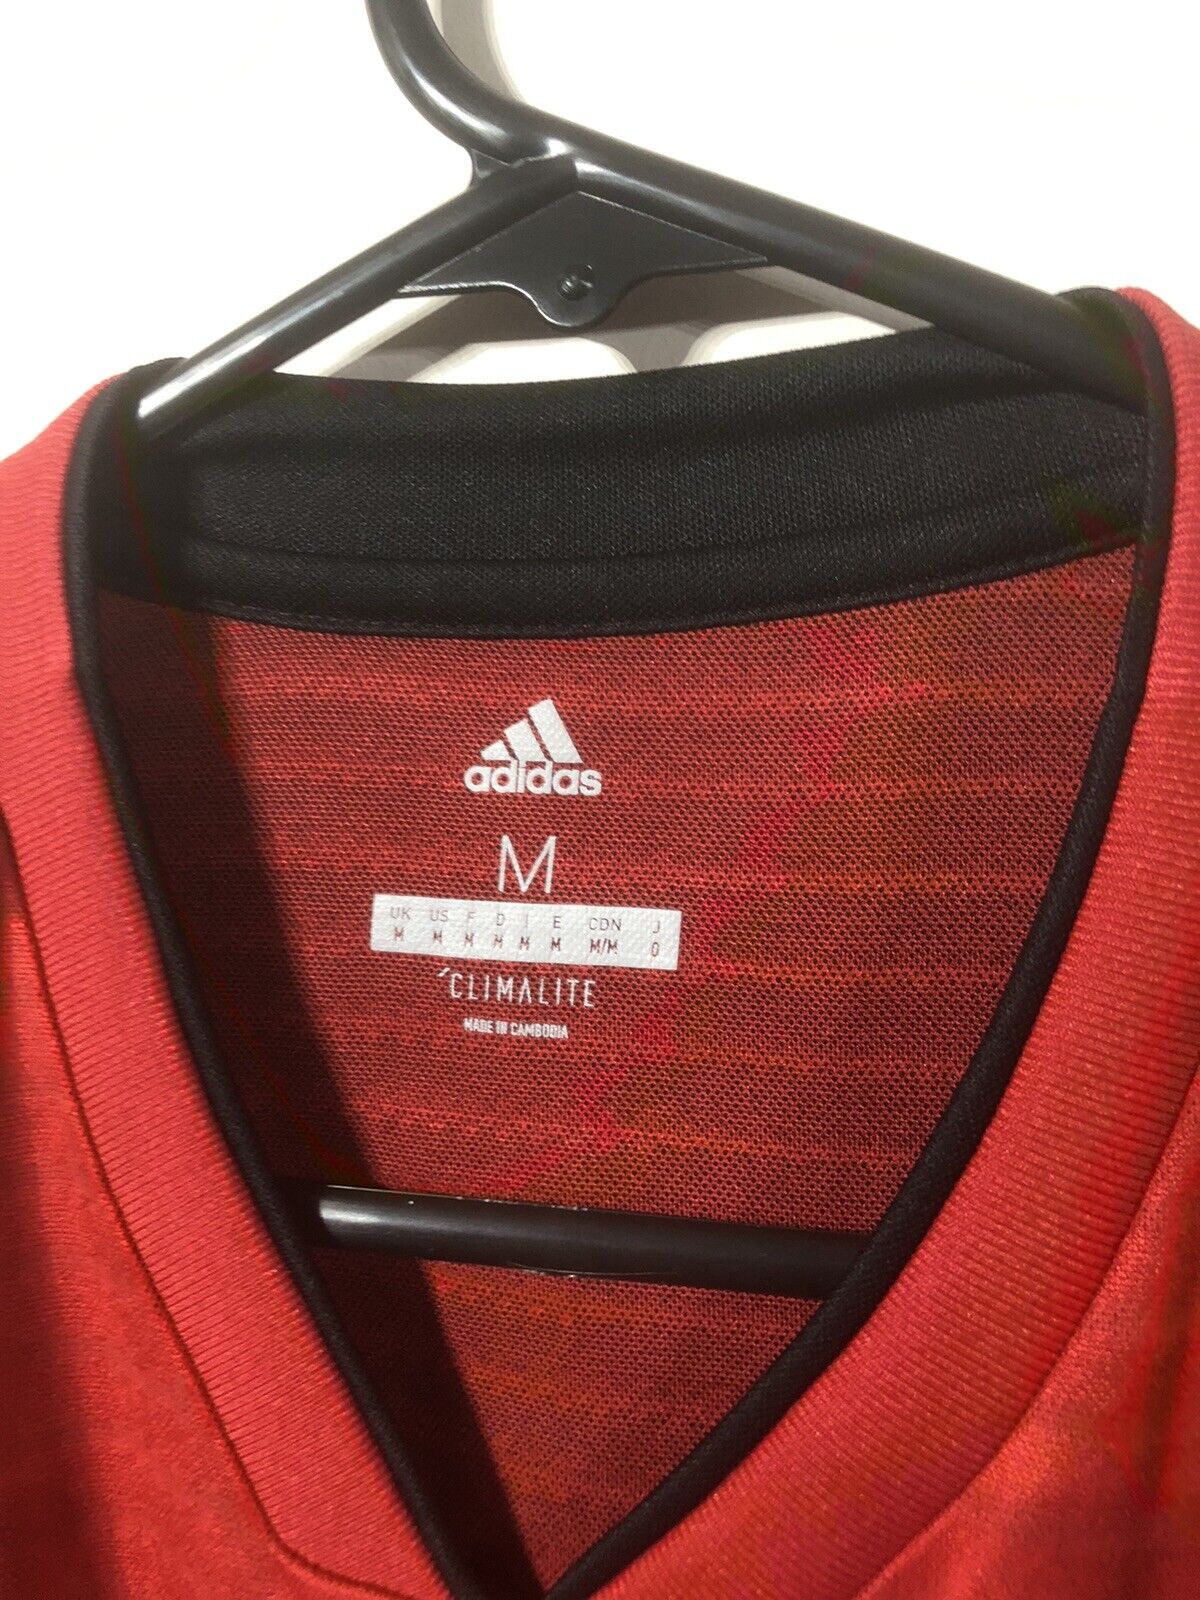 adidas
M
UK US F D I E CDN J
M M M M M M M/M O
CLIMALITE
MADE IN CAMBODIA